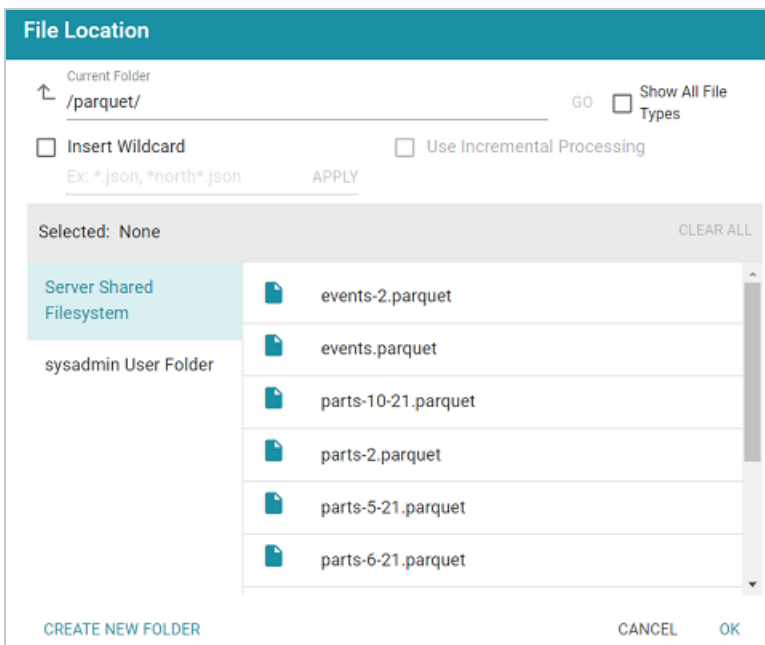 File Location
Current Folder
/parquet/
GO
Show All File
Types
Insert Wildcard
Use Incremental Processing
Ex: *.json, *north*.json
APPLY
Selected: None
CLEAR ALL
Server Shared
Filesystem
sysadmin User Folder
events-2.parquet
events.parquet
parts-10-21.parquet
parts-2.parquet
parts-5-21.parquet
parts-6-21.parquet
CREATE NEW FOLDER
CANCEL
OK